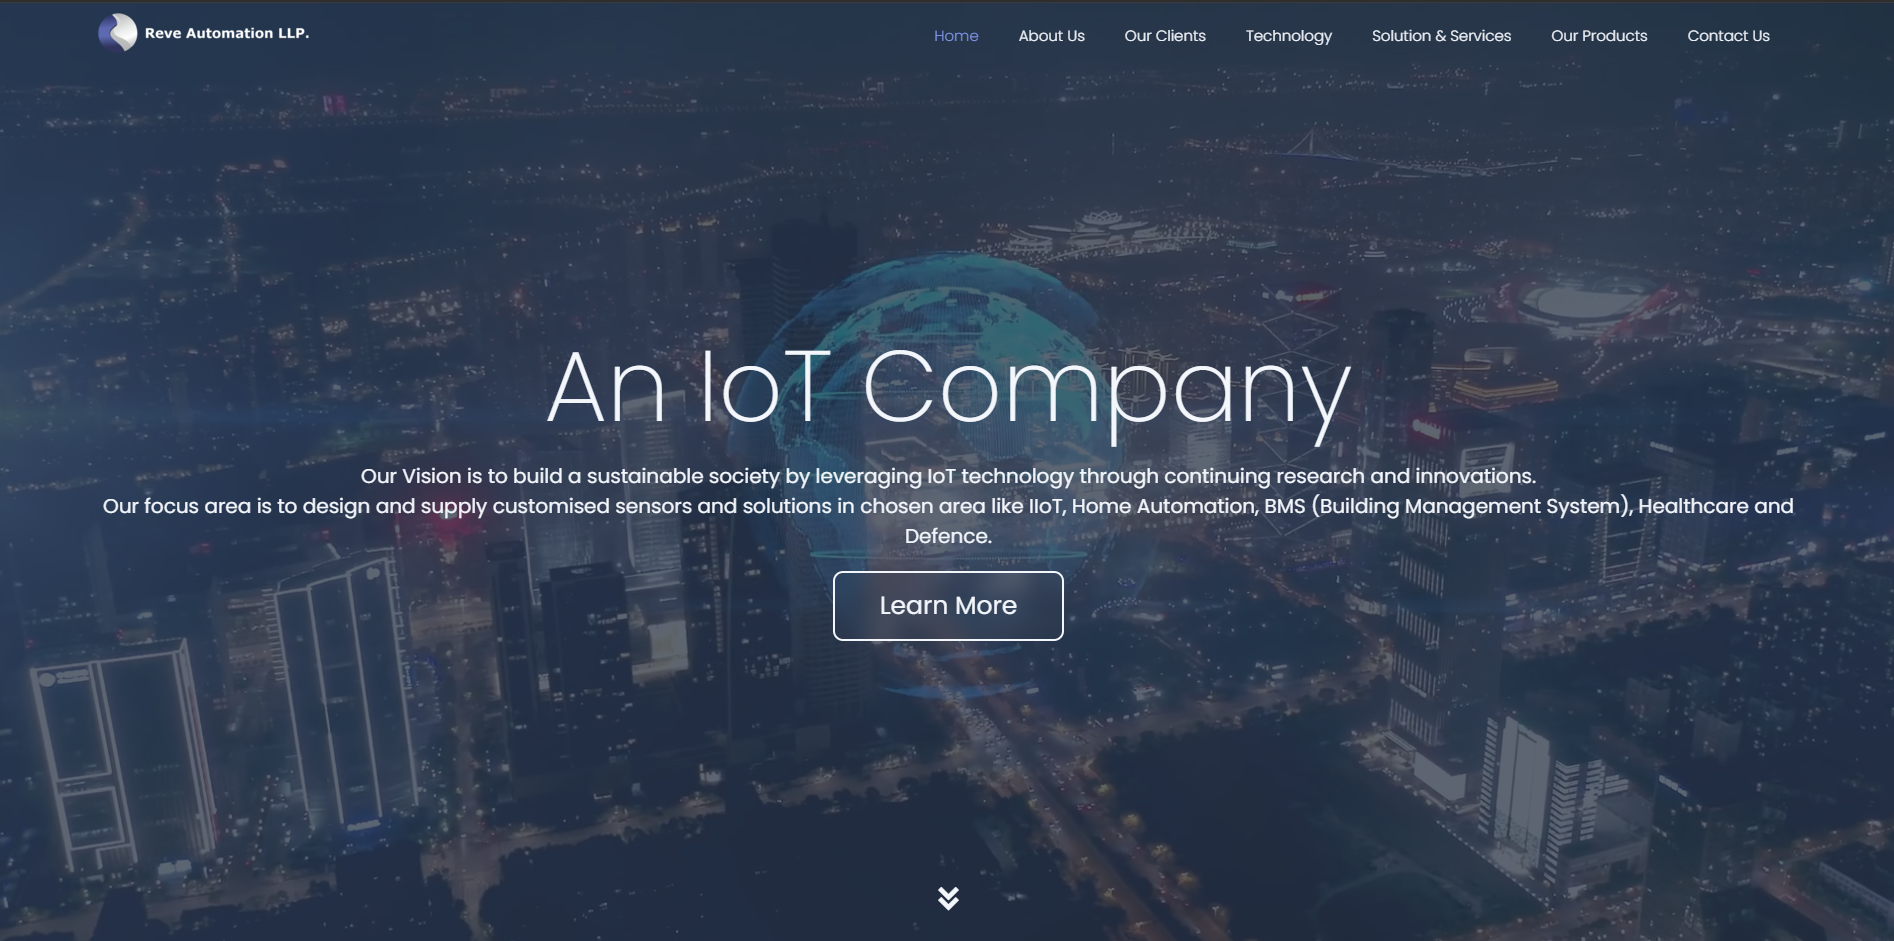 Reve Automation LLP.
Home
About Us
Our Clients
Technology
Solution & Services
Our Products
Contact Us
An IoT Company
Our Vision is to build a sustainable society by leveraging IoT technology through continuing research and innovations.
Our focus area is to design and supply customised sensors and solutions in chosen area like IIoT, Home Automation, BMS (Building Management System), Healthcare and
Defence.
Learn More